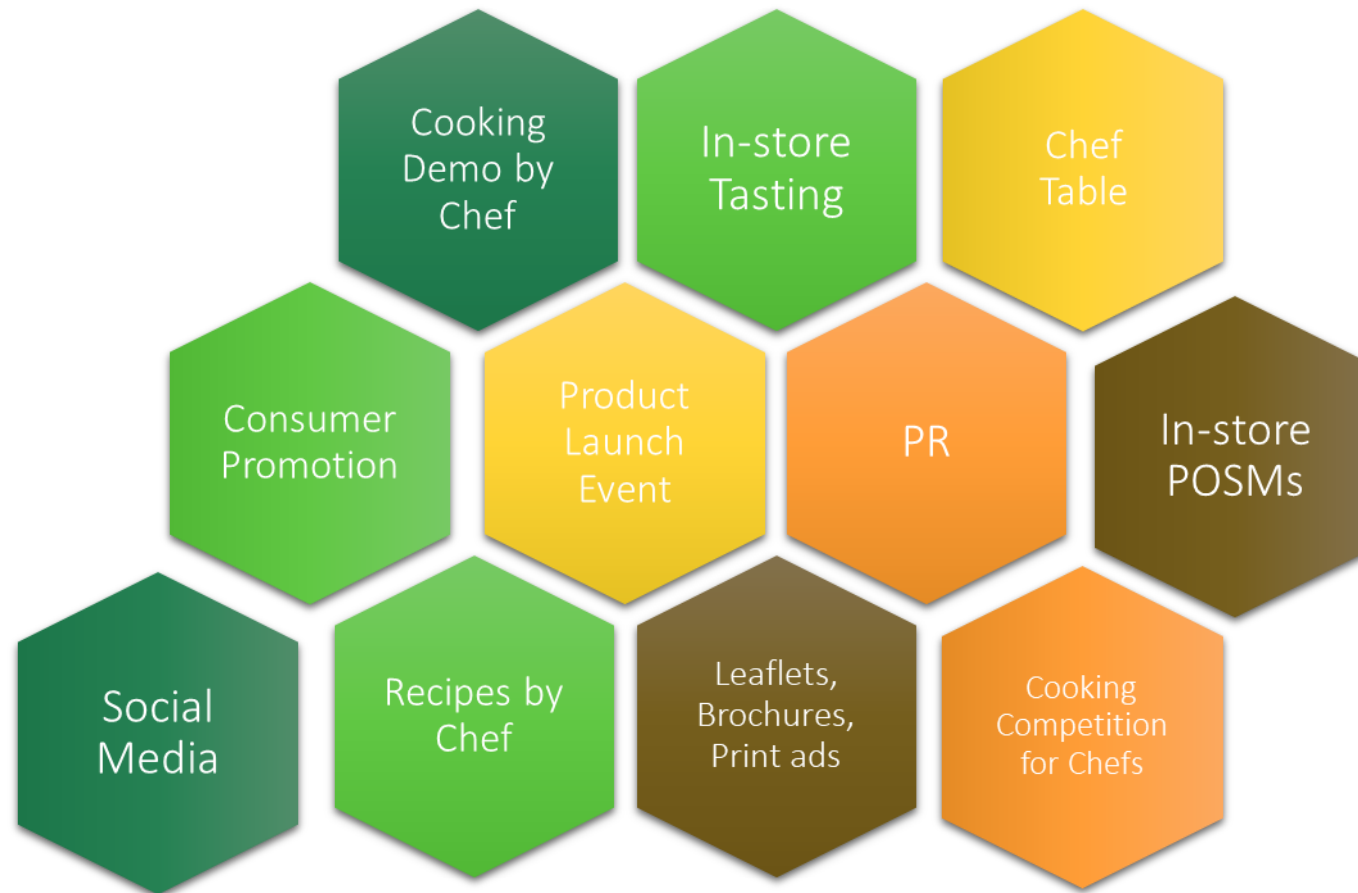 Cooking
Demo by
Chef
In-store
Tasting
Chef
Table
Consumer
Promotion
Product
Launch
Event
PR
In-store
POSMs
Social
Media
Recipes by
Chef
Leaflets,
Brochures,
Print ads
Cooking
Competition
for Chefs